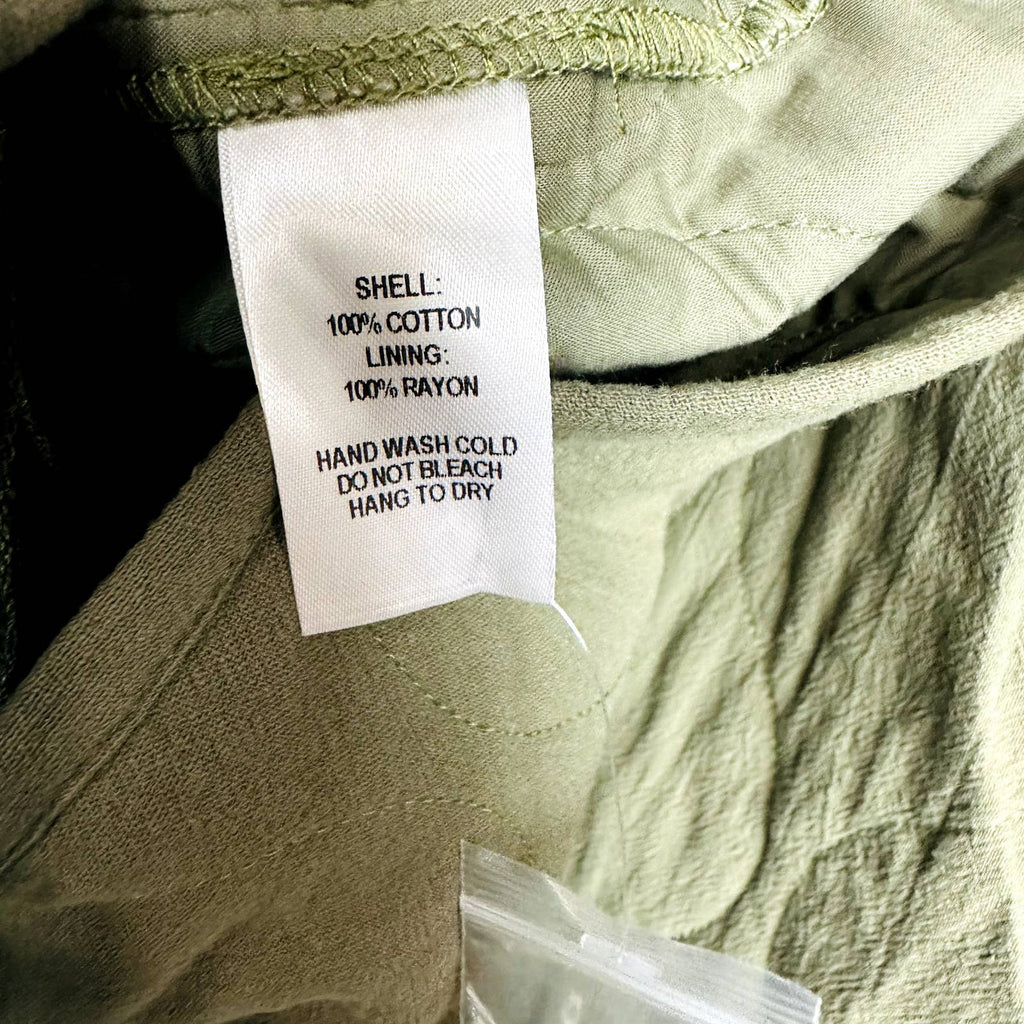 SHELL:
100% COTTON
LINING:
100% RAYON
HAND WASH COLD
DO NOT BLEACH
HANG TO DRY